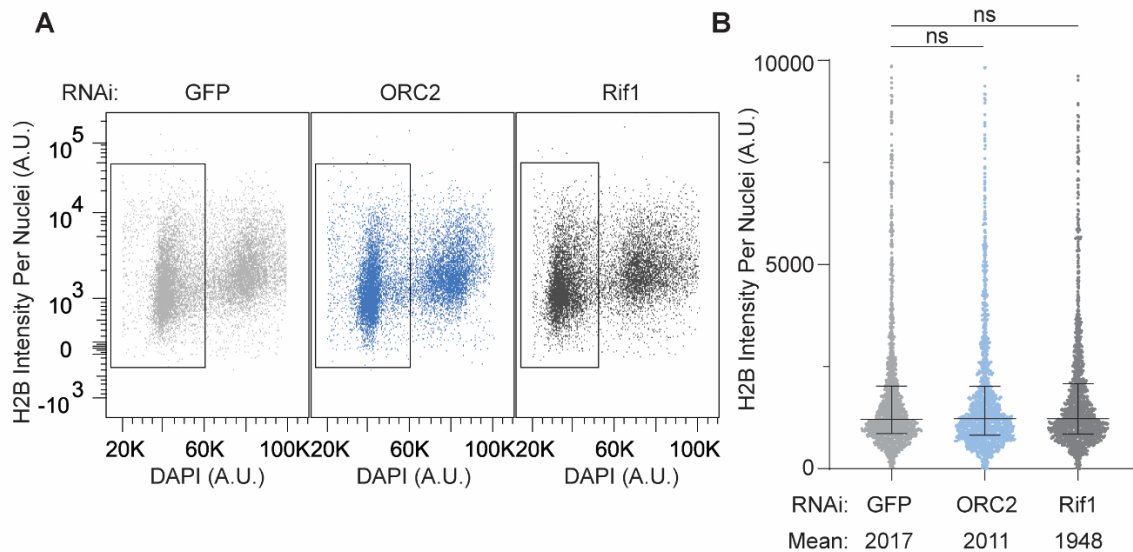 A
RNAi: GFP ORC2 Rif1
H2B Intensity Per Nuclei (A.U.)
10^5
10^4
10^3
0
-10^3
20K 60K 100K 20K 60K 100K 20K 60K 100K
DAPI (A.U.) DAPI (A.U.) DAPI (A.U.)
B
ns
ns
H2B Intensity Per Nuclei (A.U.)
10000
5000
0
RNAi: GFP ORC2 Rif1
Mean: 2017 2011 1948